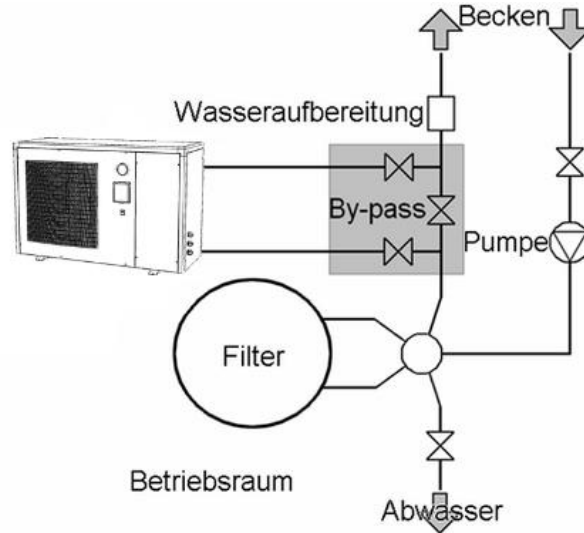 Becken
Wasseraufbereitung
By-pass
Pumpe
Filter
Betriebsraum
Abwasser